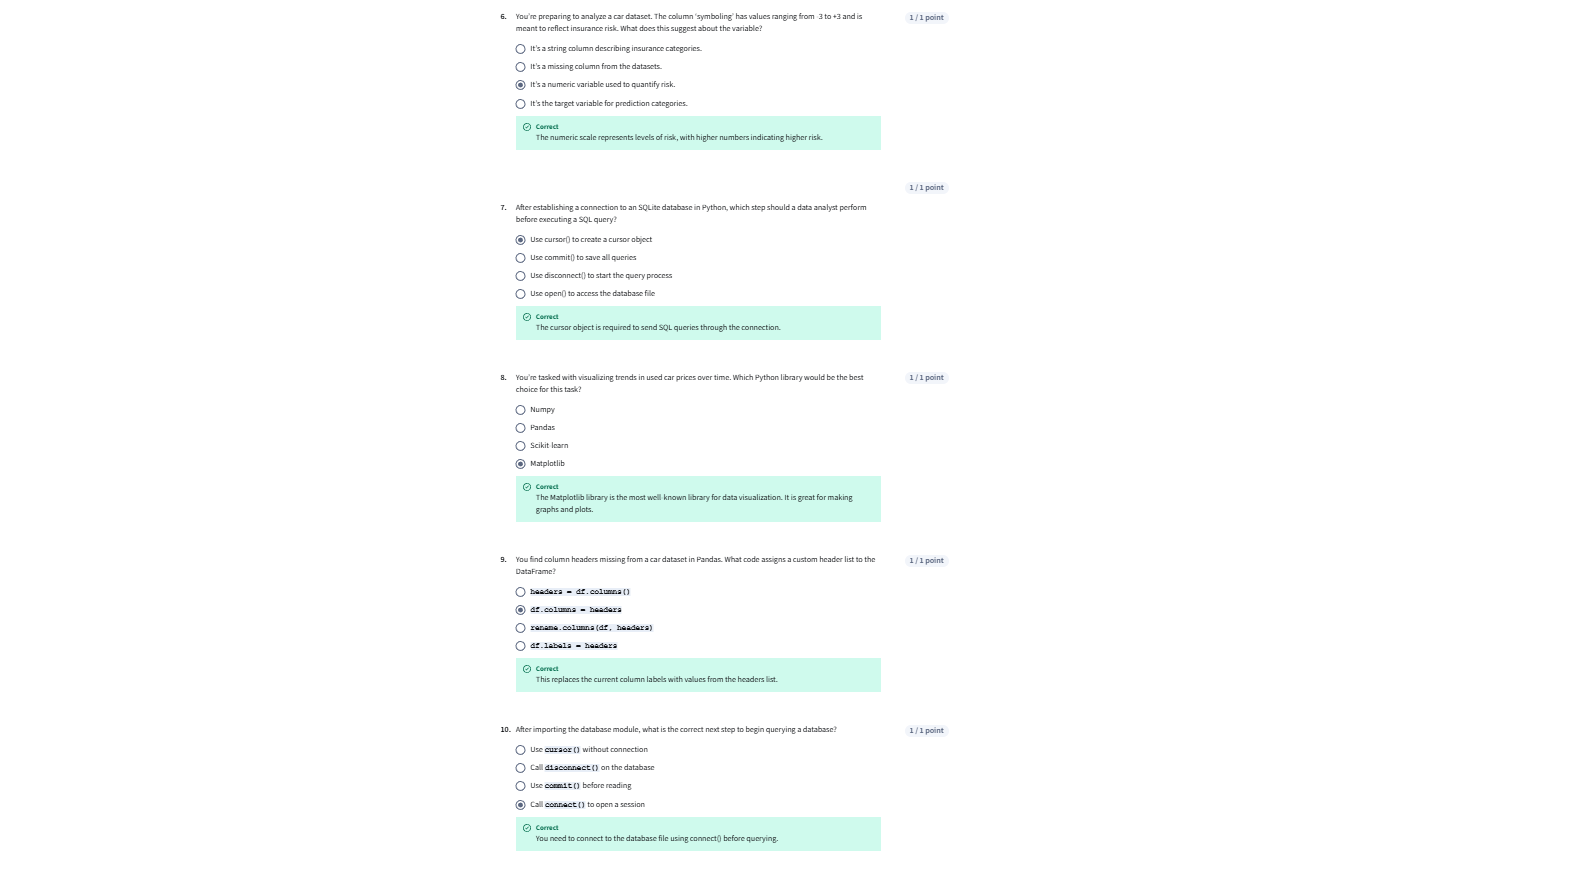 6. You're preparing to analyze a car dataset. The column 'symboling' has values ranging from -3 to +3 and is
meant to reflect insurance risk. What does this suggest about the variable?
1 / 1 point
It's a string column describing insurance categories.
It's a missing column from the datasets.
It's a numeric variable used to quantify risk.
It's the target variable for prediction categories.
Correct
The numeric scale represents levels of risk, with higher numbers indicating higher risk.
1 / 1 point
7. After establishing a connection to an SQLite database in Python, which step should a data analyst perform
before executing a SQL query?
Use cursor() to create a cursor object
Use commit() to save all queries
Use disconnect() to start the query process
Use open() to access the database file
Correct
The cursor object is required to send SQL queries through the connection.
8. You're tasked with visualizing trends in used car prices over time. Which Python library would be the best
choice for this task?
1 / 1 point
Numpy
Pandas
Scikit-learn
Matplotlib
Correct
The Matplotlib library is the most well-known library for data visualization. It is great for making
graphs and plots.
9. You find column headers missing from a car dataset in Pandas. What code assigns a custom header list to the
DataFrame?
1 / 1 point
headers = df.columns()
df.columns = headers
rename.columns(df, headers)
df.labels = headers
Correct
This replaces the current column labels with values from the headers list.
10. After importing the database module, what is the correct next step to begin querying a database?
1 / 1 point
Use cursor() without connection
Call disconnect() on the database
Use commit() before reading
Call connect() to open a session
Correct
You need to connect to the database file using connect() before querying.